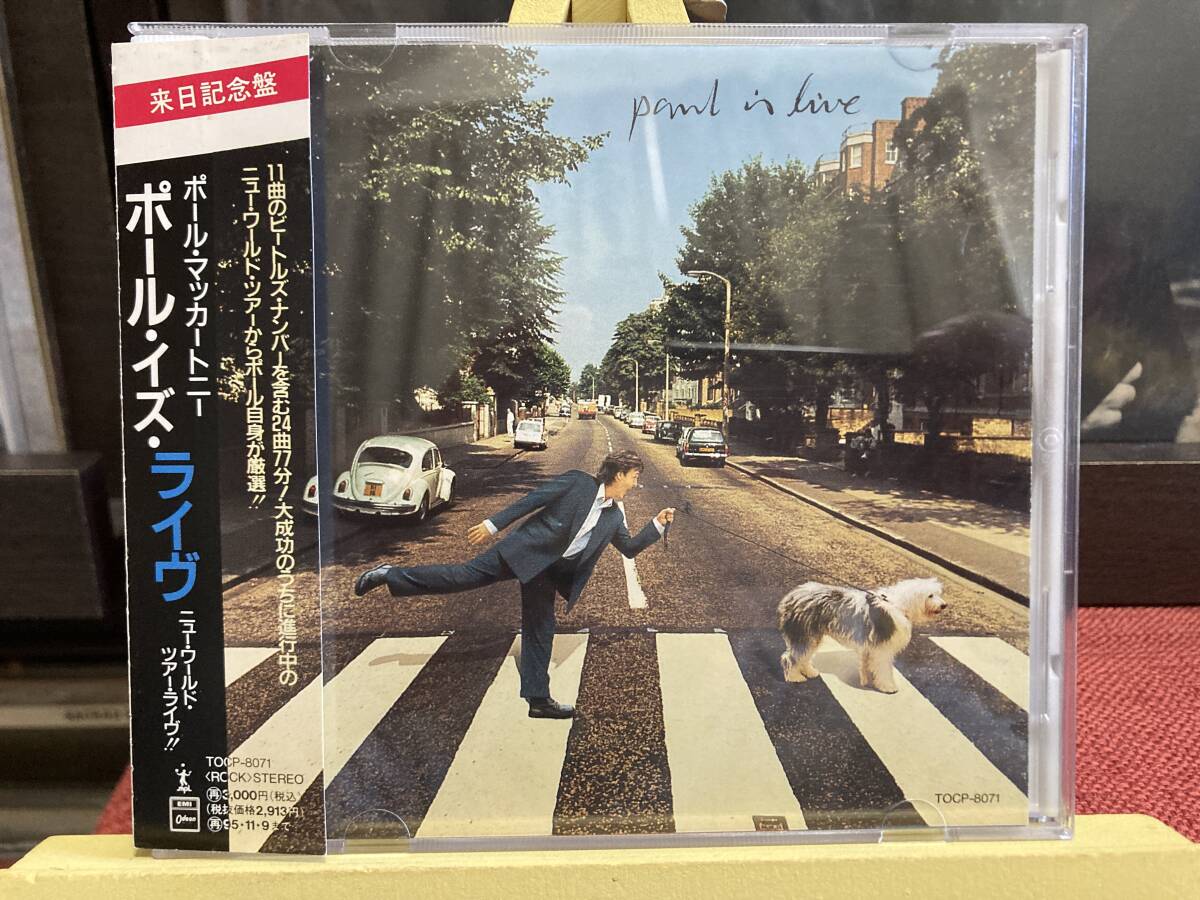 来日記念盤
ポール・マッカートニー
ポール・イズ・ライヴ
ニュー・ワールド・
ツアー・ライヴ!!
11曲のビートルズ・ナンバーを含む24曲77分!大成功のうちに進行中の
ニュー・ワールド・ツアーからポール自身が厳選!!
TOCP-8071
〈ROCK〉STEREO
再3,000円(税込)
(税抜価格2,913円)
再95・11・9まで
mpl
EMI
Odeon
paul is live
TOCP-8071